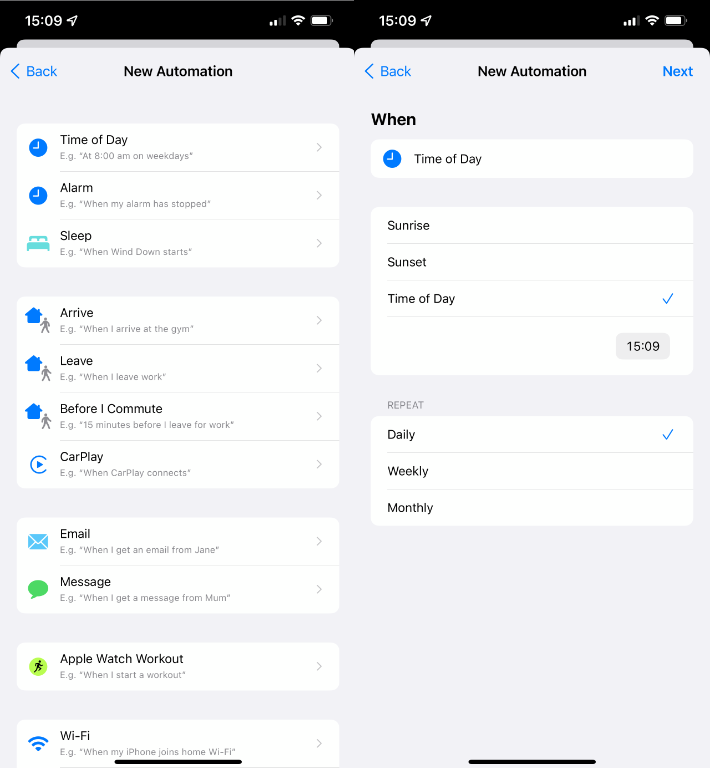 15:09
Back
New Automation
Time of Day
E.g. "At 8:00 am on weekdays"
Alarm
E.g. "When my alarm has stopped"
Sleep
E.g. "When Wind Down starts"
Arrive
E.g. "When I arrive at the gym"
Leave
E.g. "When I leave work"
Before I Commute
E.g. "15 minutes before I leave for work"
CarPlay
E.g. "When CarPlay connects"
Email
E.g. "When I get an email from Jane"
Message
E.g. "When I get a message from Mum"
Apple Watch Workout
E.g. "When I start a workout"
Wi-Fi
E.g. "When my iPhone joins home Wi-Fi"
15:09
Back
New Automation
Next
When
Time of Day
Sunrise
Sunset
Time of Day
15:09
REPEAT
Daily
Weekly
Monthly